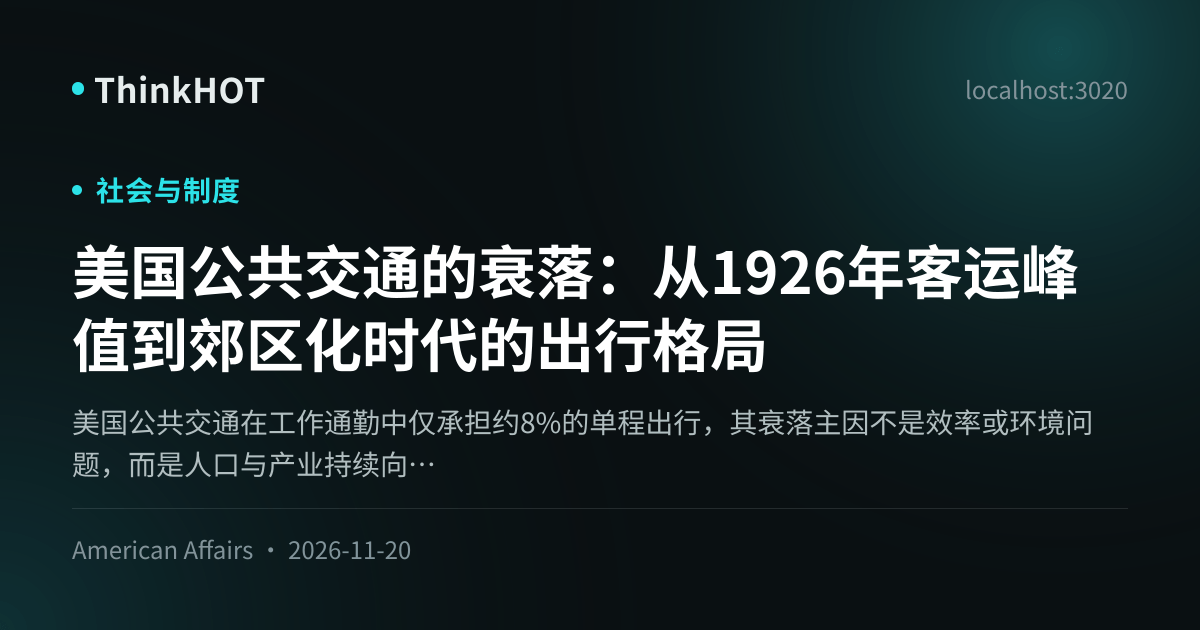 ThinkHOT
localhost:3020
社会与制度
美国公共交通的衰落：从1926年客运峰
值到郊区化时代的出行格局
美国公共交通在工作通勤中仅承担约8%的单程出行，其衰落主因不是效率或环境问
题，而是人口与产业持续向…
American Affairs · 2026-11-20